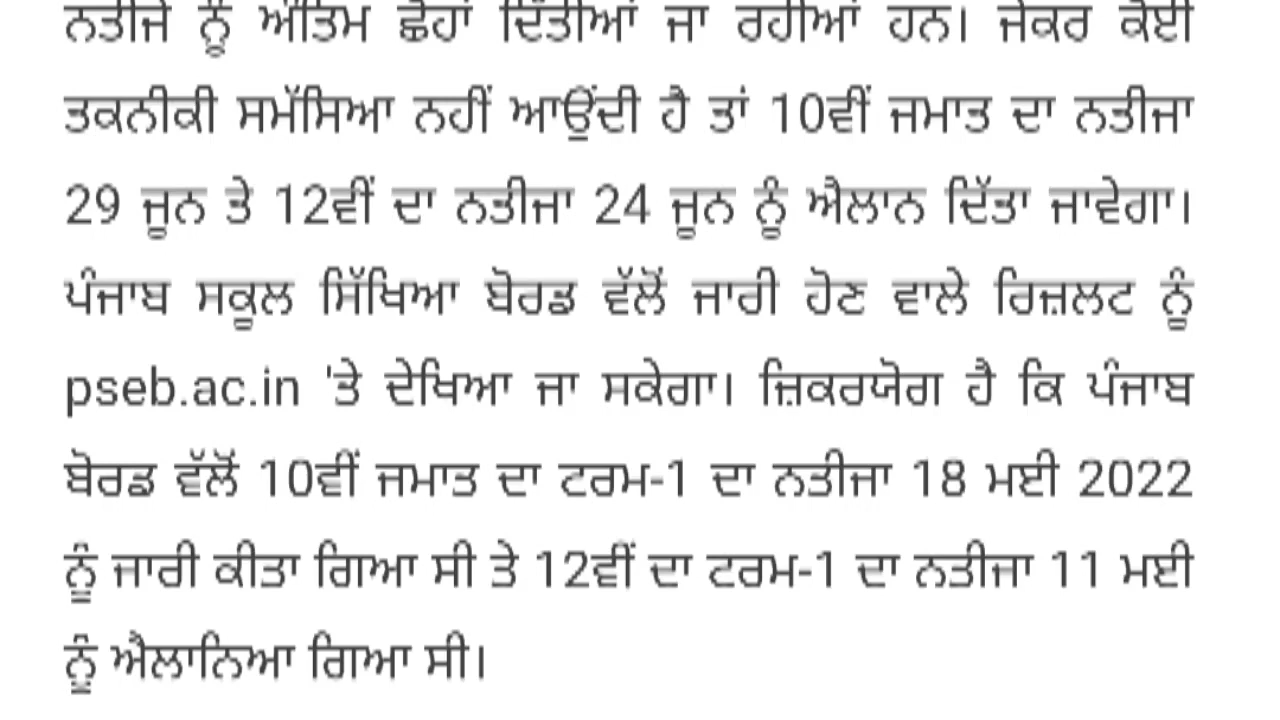 ਨਤੀਜੇ ਨੂੰ ਅੰਤਿਮ ਛੋਹਾਂ ਦਿੱਤੀਆਂ ਜਾ ਰਹੀਆਂ ਹਨ। ਜੇਕਰ ਕੋਈ
ਤਕਨੀਕੀ ਸਮੱਸਿਆ ਨਹੀਂ ਆਉਂਦੀ ਹੈ ਤਾਂ 10ਵੀਂ ਜਮਾਤ ਦਾ ਨਤੀਜਾ
29 ਜੂਨ ਤੇ 12ਵੀਂ ਦਾ ਨਤੀਜਾ 24 ਜੂਨ ਨੂੰ ਐਲਾਨ ਦਿੱਤਾ ਜਾਵੇਗਾ।
ਪੰਜਾਬ ਸਕੂਲ ਸਿੱਖਿਆ ਬੋਰਡ ਵੱਲੋਂ ਜਾਰੀ ਹੋਣ ਵਾਲੇ ਰਿਜ਼ਲਟ ਨੂੰ
pseb.ac.in 'ਤੇ ਦੇਖਿਆ ਜਾ ਸਕੇਗਾ। ਜ਼ਿਕਰਯੋਗ ਹੈ ਕਿ ਪੰਜਾਬ
ਬੋਰਡ ਵੱਲੋਂ 10ਵੀਂ ਜਮਾਤ ਦਾ ਟਰਮ-1 ਦਾ ਨਤੀਜਾ 18 ਮਈ 2022
ਨੂੰ ਜਾਰੀ ਕੀਤਾ ਗਿਆ ਸੀ ਤੇ 12ਵੀਂ ਦਾ ਟਰਮ-1 ਦਾ ਨਤੀਜਾ 11 ਮਈ
ਨੂੰ ਐਲਾਨਿਆ ਗਿਆ ਸੀ।